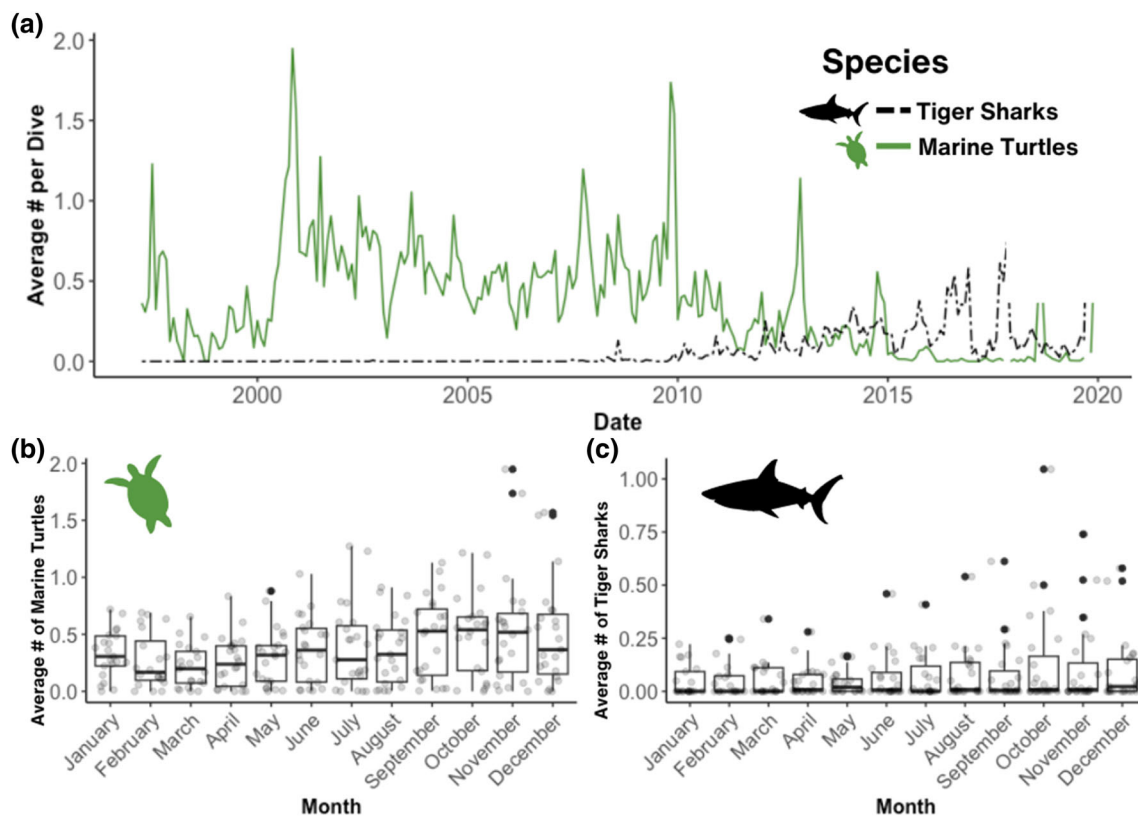 (a)
Average # per Dive
2.0
1.5
1.0
0.5
0.0
Species
Tiger Sharks
Marine Turtles
2000 2005 2010 2015 2020
Date
(b)
Average # of Marine Turtles
2.0
1.5
1.0
0.5
0.0
January February March April May June July August September October November December
Month
(c)
Average # of Tiger Sharks
1.00
0.75
0.50
0.25
0.00
January February March April May June July August September October November December
Month